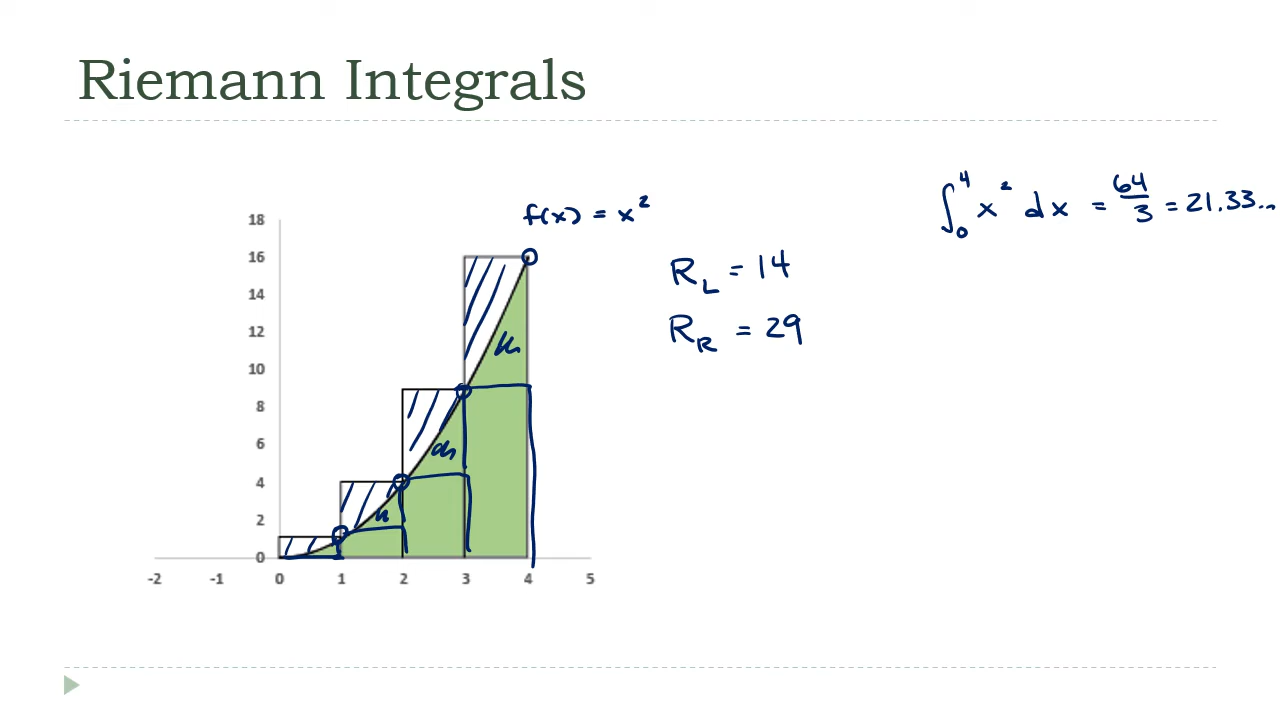 Riemann Integrals
f(x) = x²
∫₀⁴ x² dx = 64/3 = 21.33...
R_L = 14
R_R = 29
18
16
14
12
10
8
6
4
2
0
-2 -1 0 1 2 3 4 5